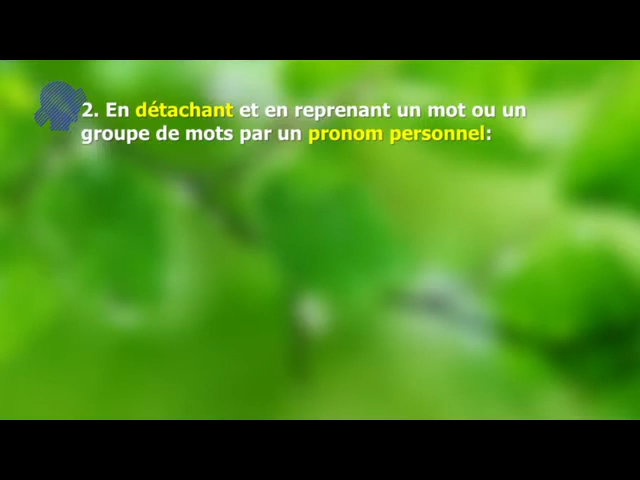 2. En détachant et en reprenant un mot ou un
groupe de mots par un pronom personnel: